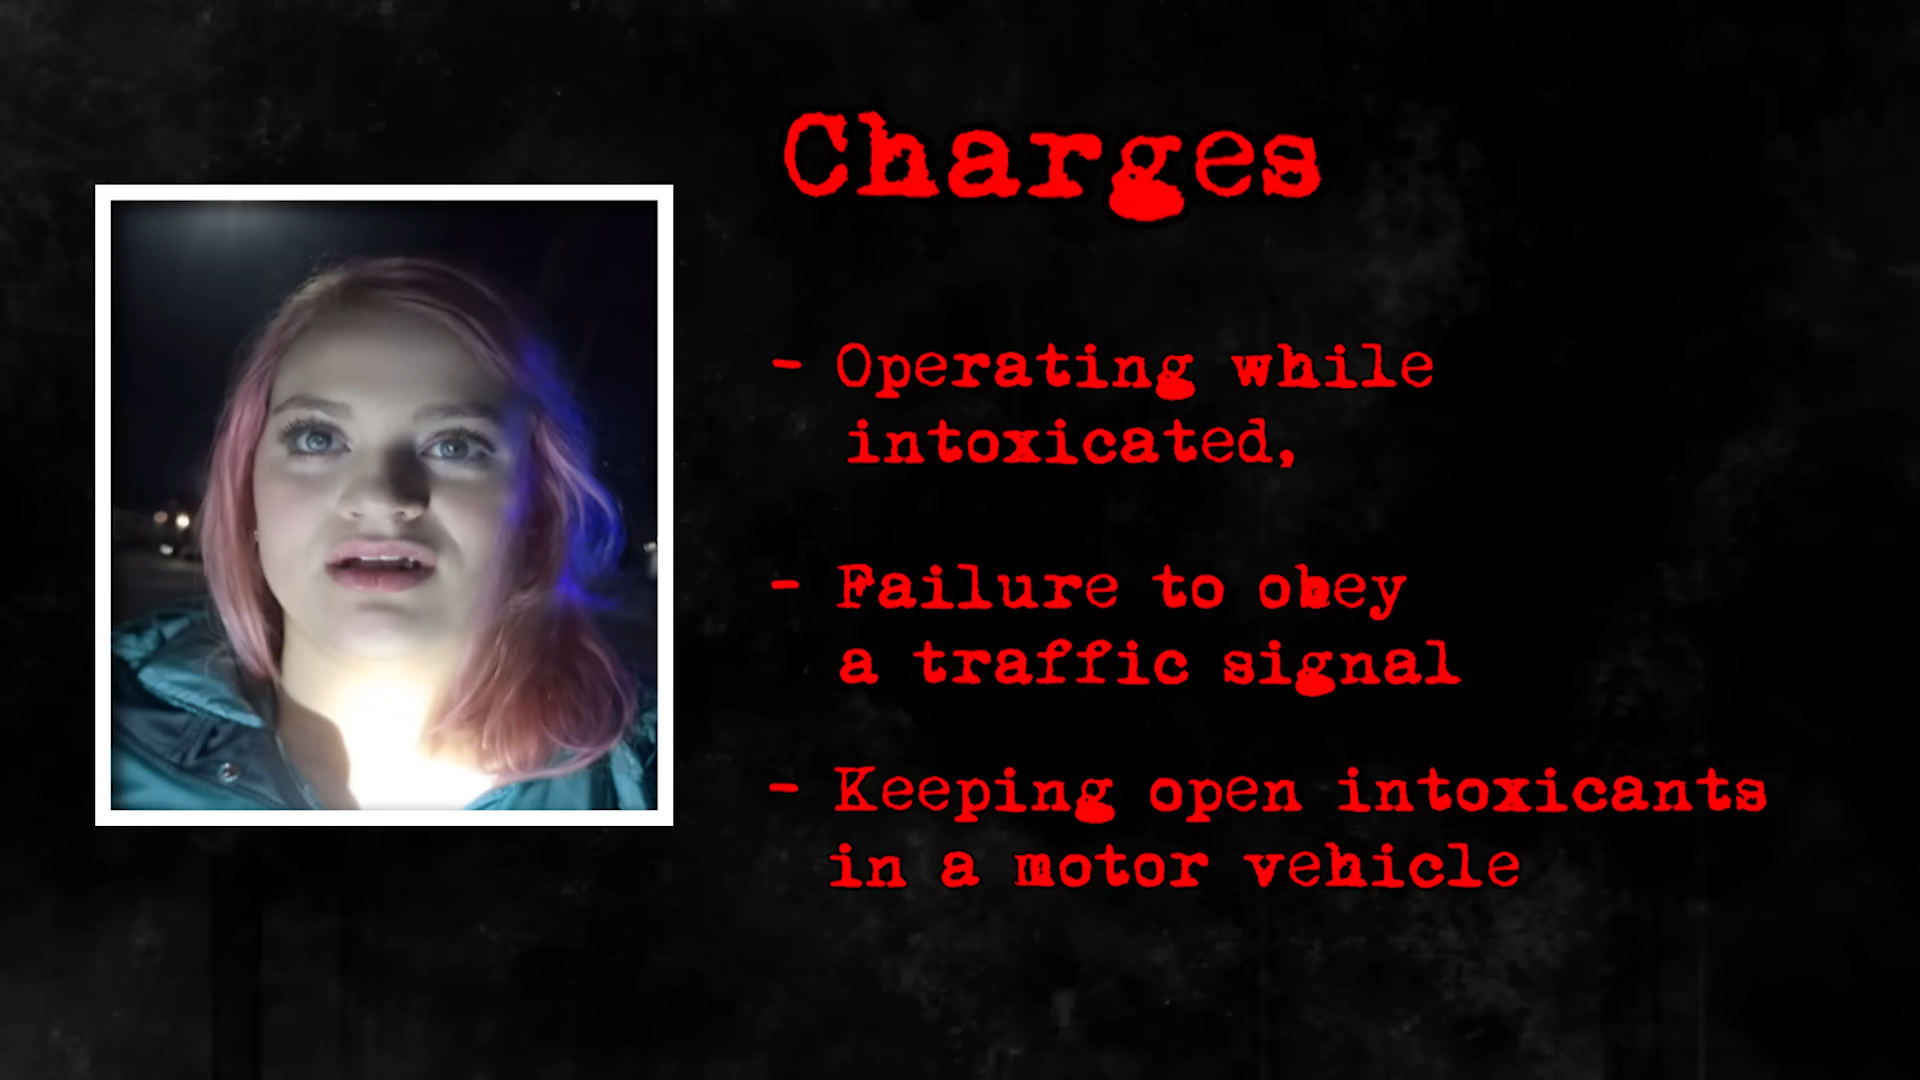 Charges
- Operating while
intoxicated,
- Failure to obey
a traffic signal
- Keeping open intoxicants
in a motor vehicle